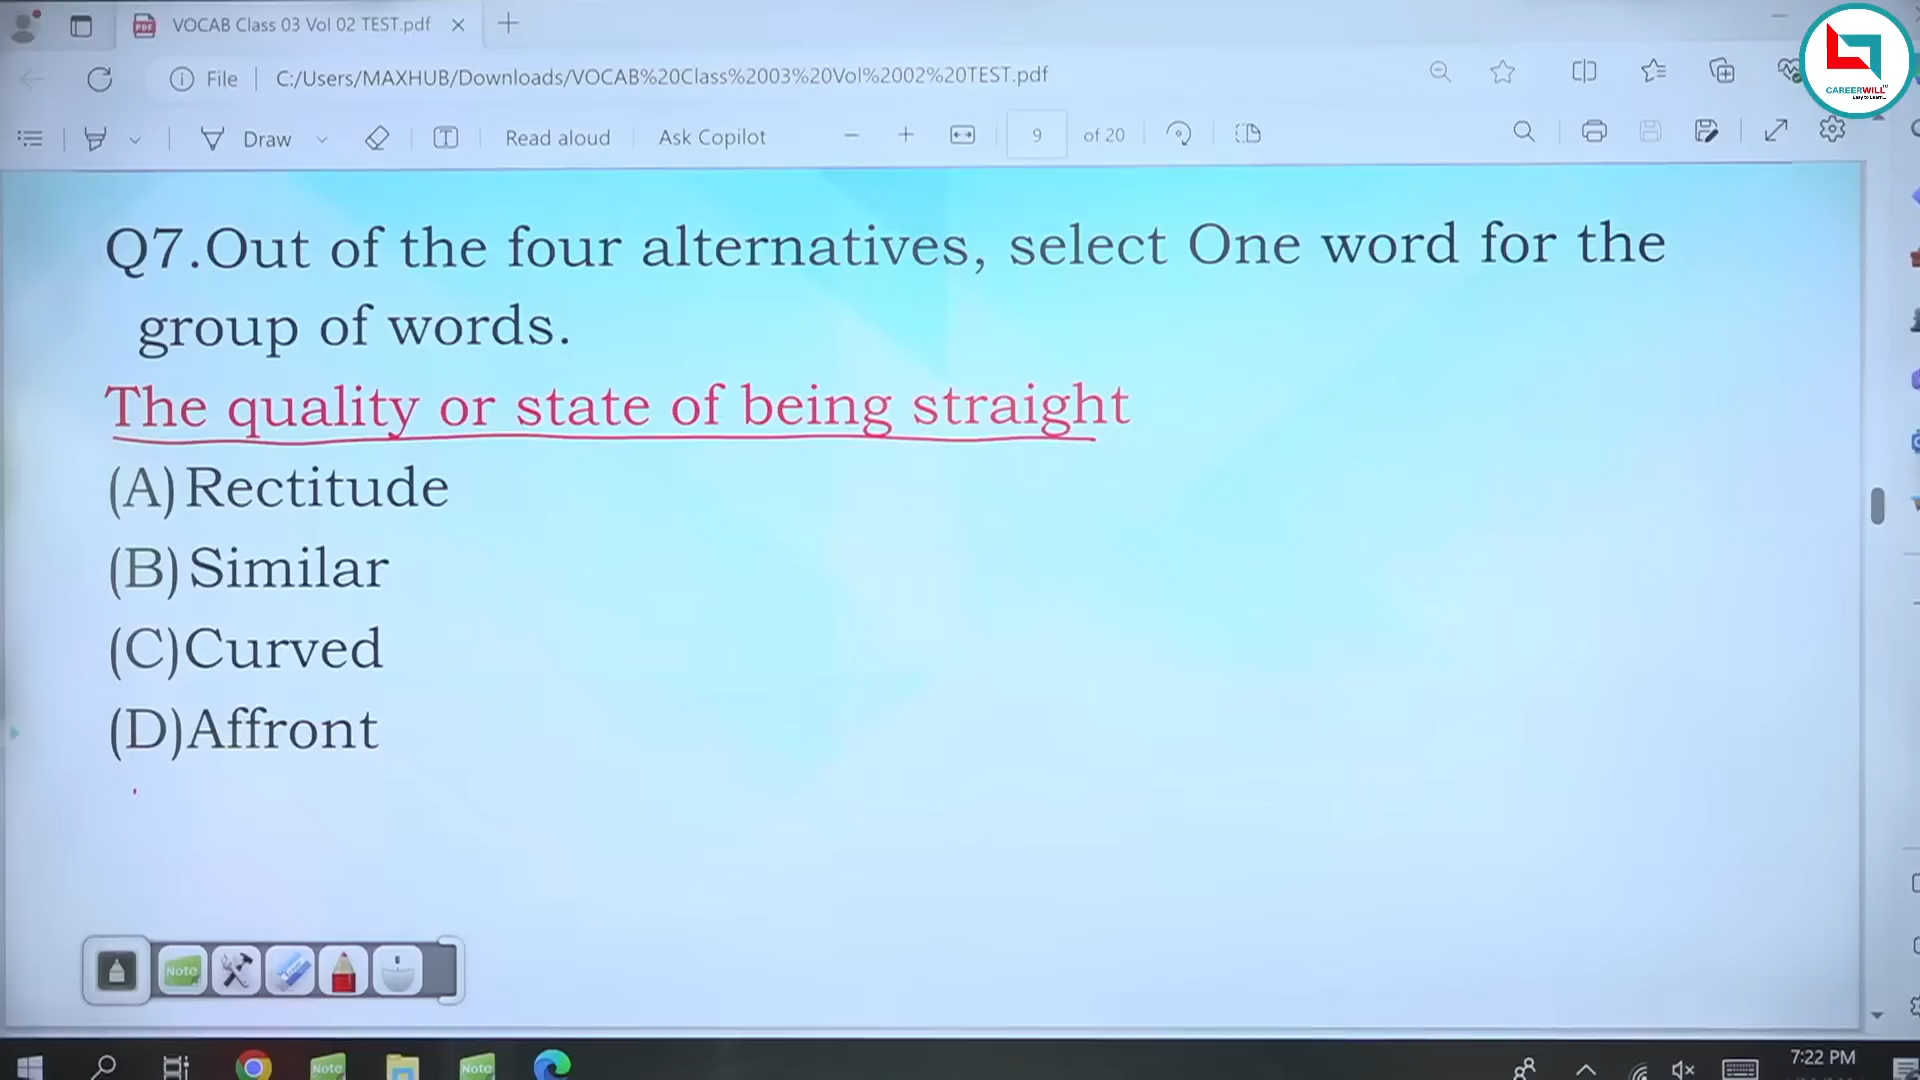 VOCAB Class 03 Vol 02 TEST.pdf
File C:/Users/MAXHUB/Downloads/VOCAB%20Class%2003%20Vol%2002%20TEST.pdf
CAREERWILL
Draw Read aloud Ask Copilot 9 of 20
Q7.Out of the four alternatives, select One word for the
group of words.
The quality or state of being straight
(A) Rectitude
(B) Similar
(C) Curved
(D) Affront
Note
Note Note 7:22 PM